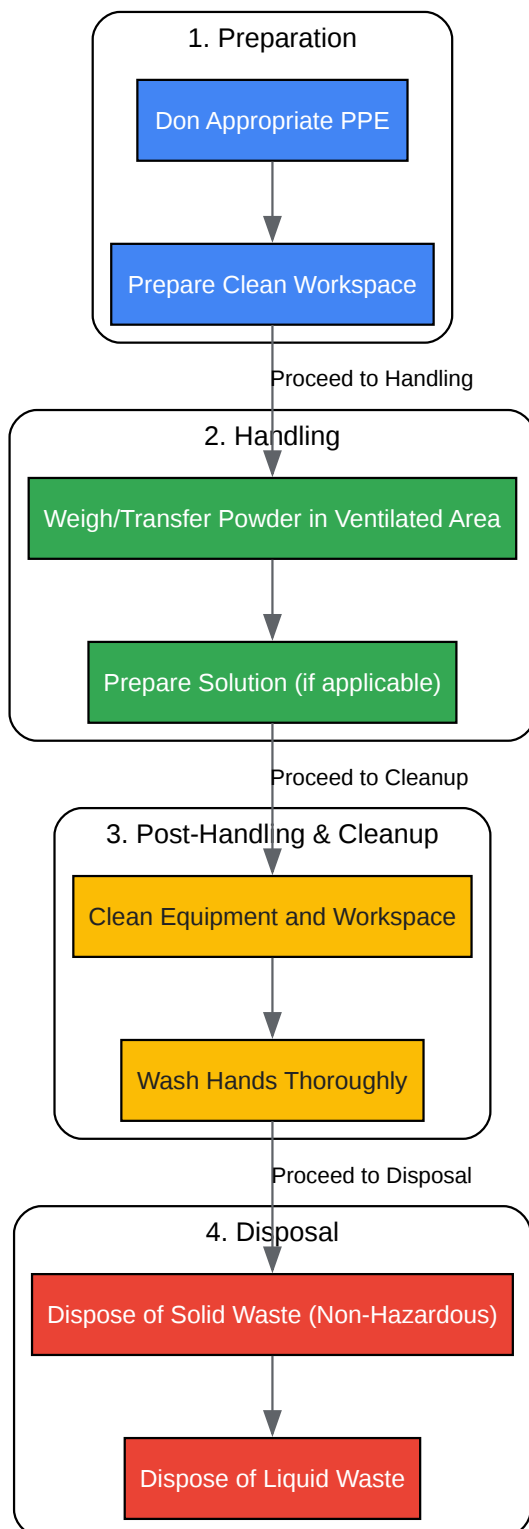 1. Preparation
Don Appropriate PPE
Prepare Clean Workspace
Proceed to Handling
2. Handling
Weigh/Transfer Powder in Ventilated Area
Prepare Solution (if applicable)
Proceed to Cleanup
3. Post-Handling & Cleanup
Clean Equipment and Workspace
Wash Hands Thoroughly
Proceed to Disposal
4. Disposal
Dispose of Solid Waste (Non-Hazardous)
Dispose of Liquid Waste